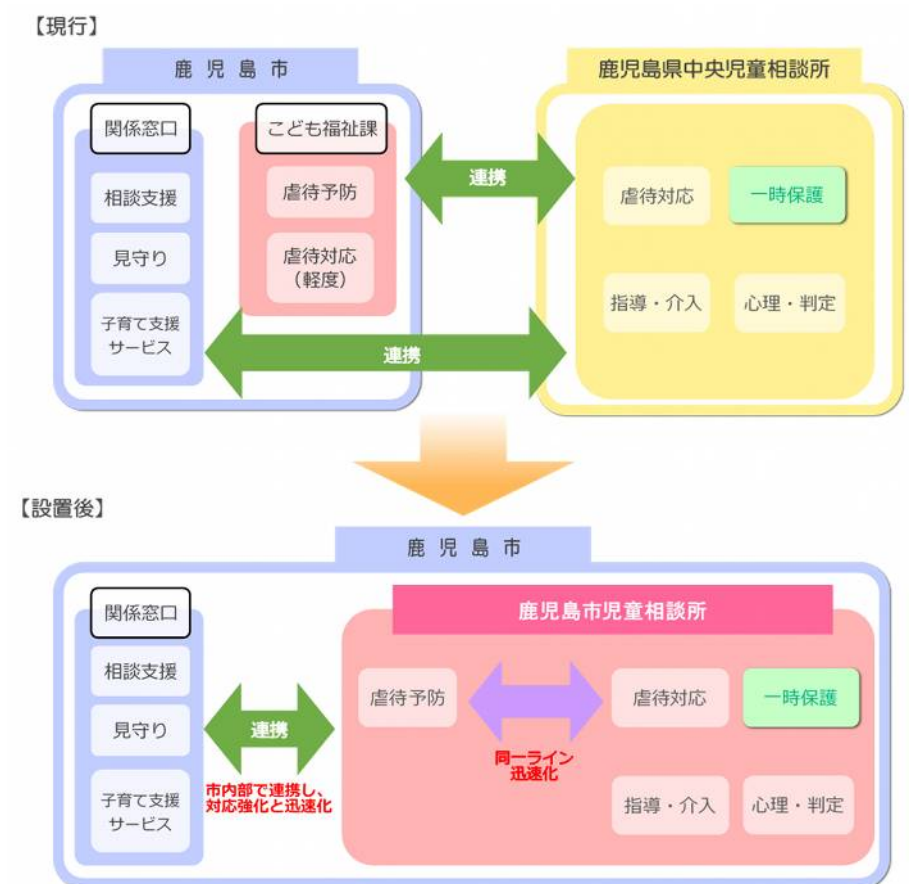 【現行】
鹿児島市
鹿児島県中央児童相談所
関係窓口
相談支援
見守り
子育て支援
サービス
こども福祉課
虐待予防
虐待対応
（軽度）
連携
連携
虐待対応
一時保護
指導・介入
心理・判定
【設置後】
鹿児島市
鹿児島市児童相談所
関係窓口
相談支援
見守り
子育て支援
サービス
連携
市内部で連携し、
対応強化と迅速化
虐待予防
同一ライン
迅速化
虐待対応
一時保護
指導・介入
心理・判定